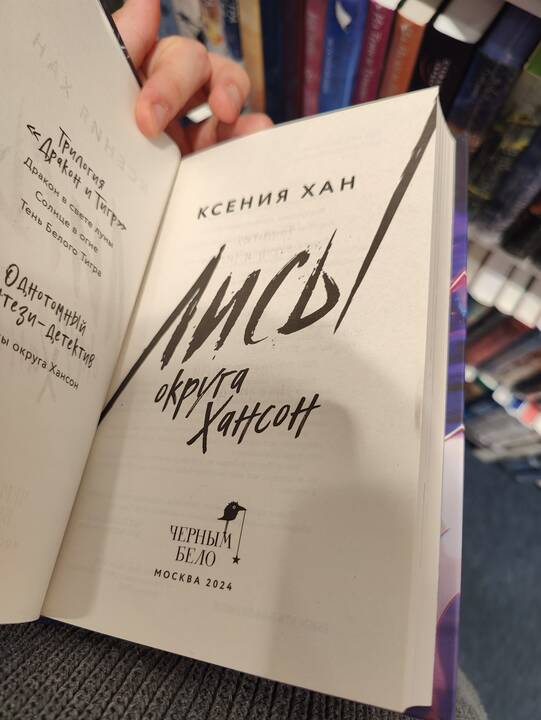 Трилогия
«Дракон и Тигр»
Дракон в свете луны
Солнце в огне
Тень Белого Тигра
Однотомный
детектив
округа Хансон
КСЕНИЯ ХАН
ЛИСЫ
округа
Хансон
ЧЕРНЫМ
БЕЛО
МОСКВА 2024